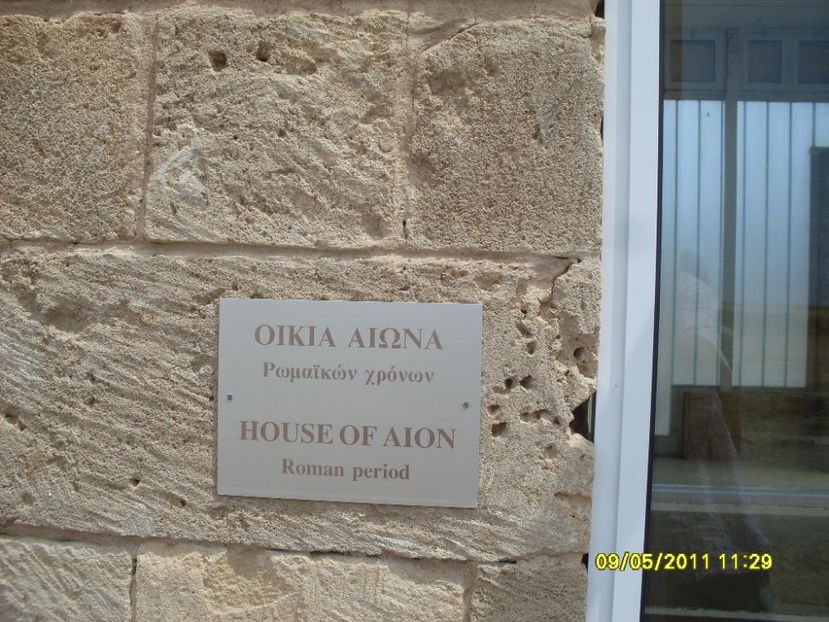 ΟΙΚΙΑ ΑΙΩΝΑ
Ρωμαϊκών χρόνων
HOUSE OF AION
Roman period
09/05/2011 11:29